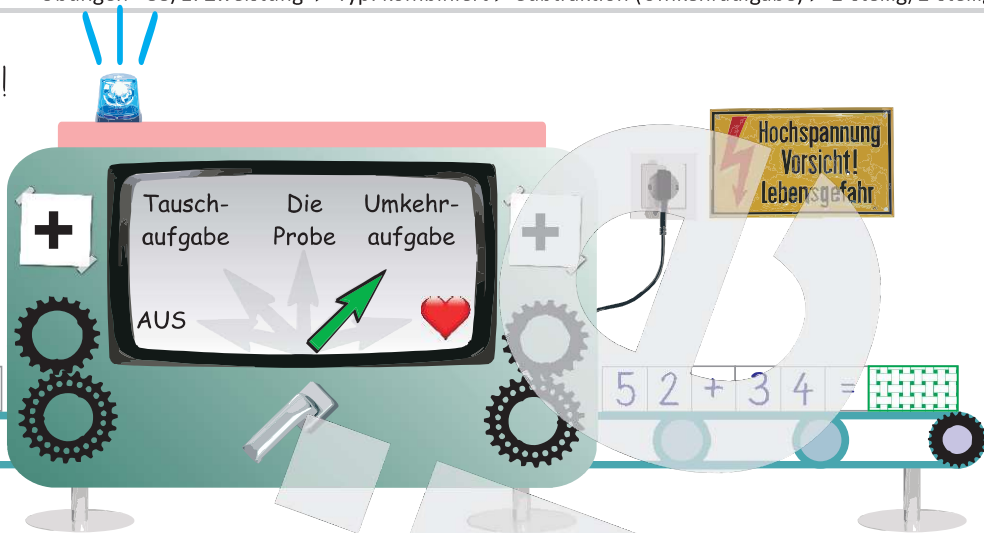 !
Tausch-
aufgabe
Die
Probe
Umkehr-
aufgabe
AUS
+
+
Hochspannung
Vorsicht!
Lebensgefahr
52+34=